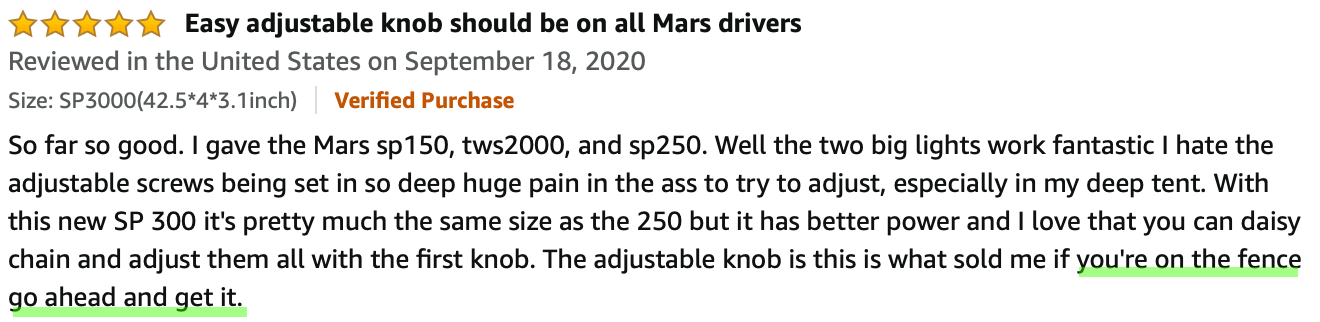 Easy adjustable knob should be on all Mars drivers
Reviewed in the United States on September 18, 2020
Size: SP3000(42.5*4*3.1inch) Verified Purchase
So far so good. I gave the Mars sp150, tws2000, and sp250. Well the two big lights work fantastic I hate the
adjustable screws being set in so deep huge pain in the ass to try to adjust, especially in my deep tent. With
this new SP 300 it's pretty much the same size as the 250 but it has better power and I love that you can daisy
chain and adjust them all with the first knob. The adjustable knob is this is what sold me if you're on the fence
go ahead and get it.